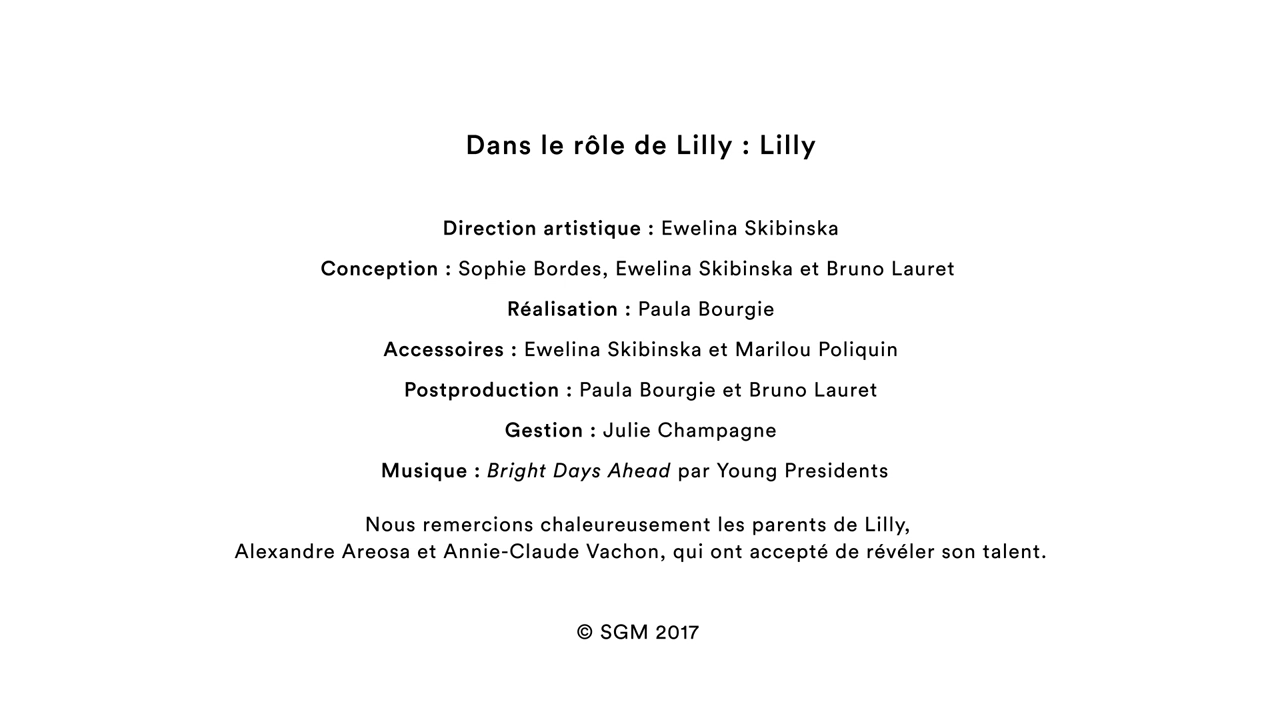 Dans le rôle de Lilly : Lilly
Direction artistique : Ewelina Skibinska
Conception : Sophie Bordes, Ewelina Skibinska et Bruno Lauret
Réalisation : Paula Bourgie
Accessoires : Ewelina Skibinska et Marilou Poliquin
Postproduction : Paula Bourgie et Bruno Lauret
Gestion : Julie Champagne
Musique : Bright Days Ahead par Young Presidents
Nous remercions chaleureusement les parents de Lilly,
Alexandre Areosa et Annie-Claude Vachon, qui ont accepté de révéler son talent.
© SGM 2017